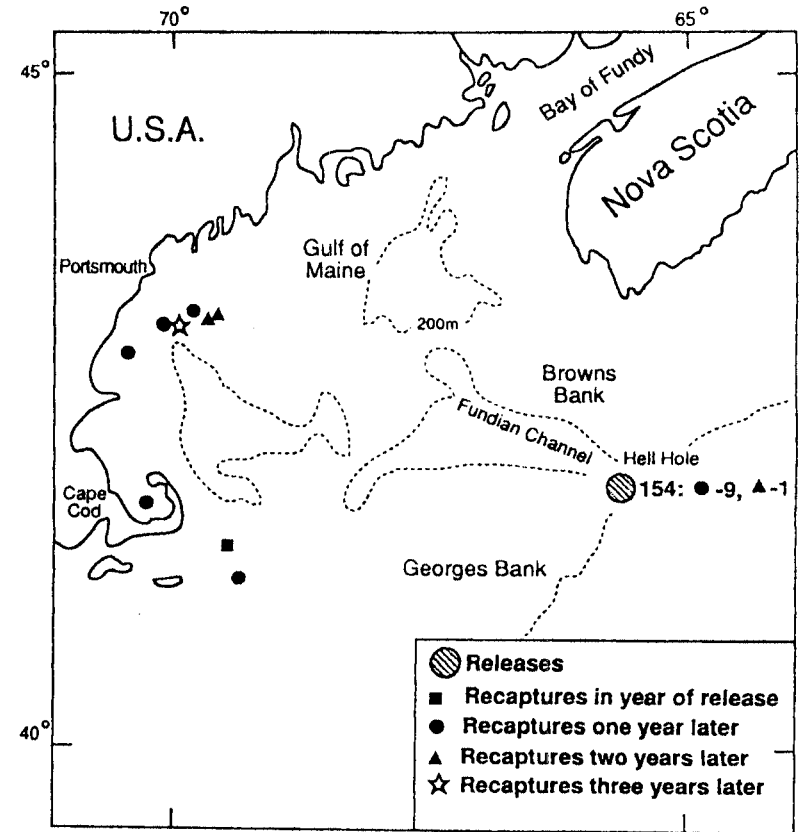 70°
65°
45°
U.S.A.
Bay of Fundy
Nova Scotia
Portsmouth
Gulf of
Maine
200m
Browns
Bank
Fundian Channel
Hell Hole
154: ● -9, ▲-1
Cape
Cod
Georges Bank
40°
Releases
Recaptures in year of release
Recaptures one year later
Recaptures two years later
Recaptures three years later